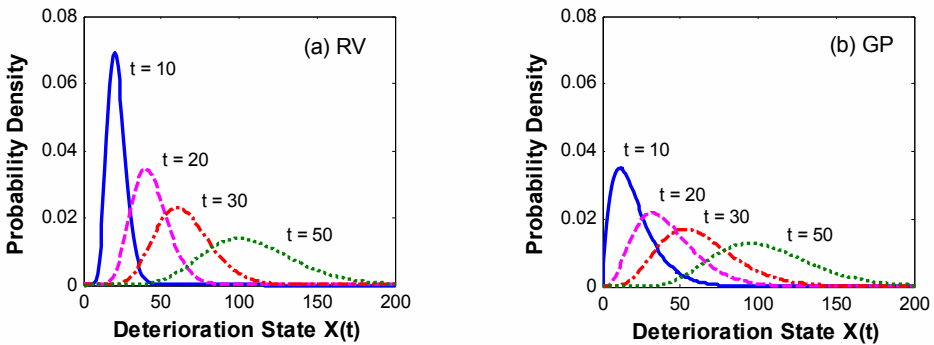 (a) RV
Probability Density
0.08
0.06
0.04
0.02
0
t = 10
t = 20
t = 30
t = 50
0 50 100 150 200
Deterioration State X(t)
(b) GP
Probability Density
0.08
0.06
0.04
0.02
0
t = 10
t = 20
t = 30
t = 50
0 50 100 150 200
Deterioration State X(t)